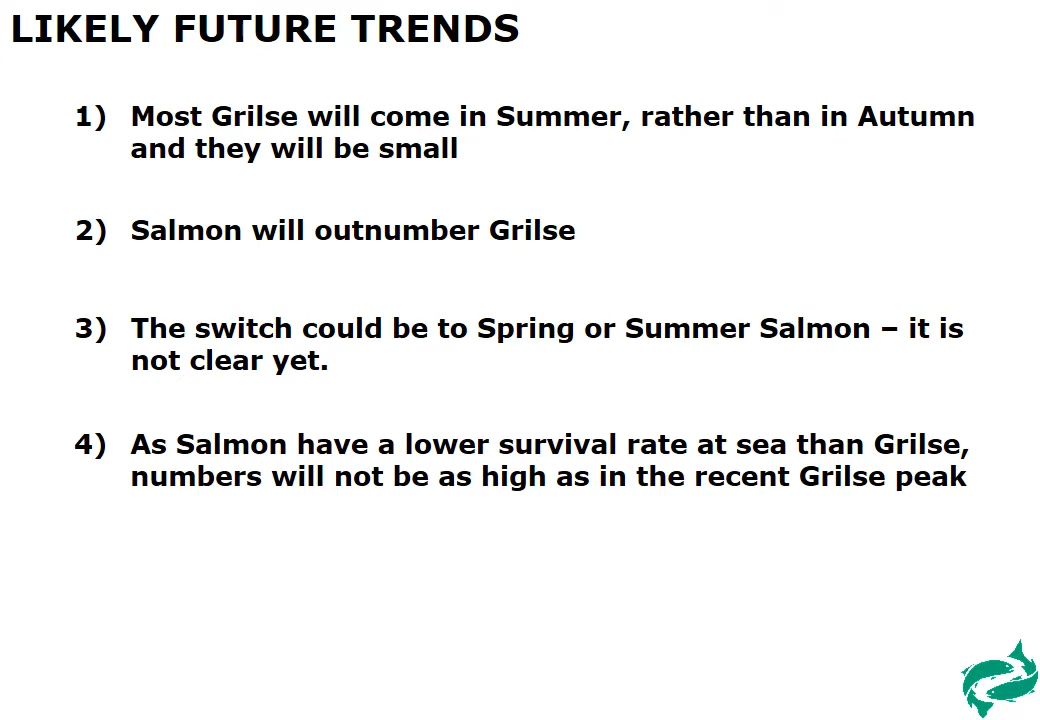 LIKELY FUTURE TRENDS
1) Most Grilse will come in Summer, rather than in Autumn
and they will be small
2) Salmon will outnumber Grilse
3) The switch could be to Spring or Summer Salmon – it is
not clear yet.
4) As Salmon have a lower survival rate at sea than Grilse,
numbers will not be as high as in the recent Grilse peak